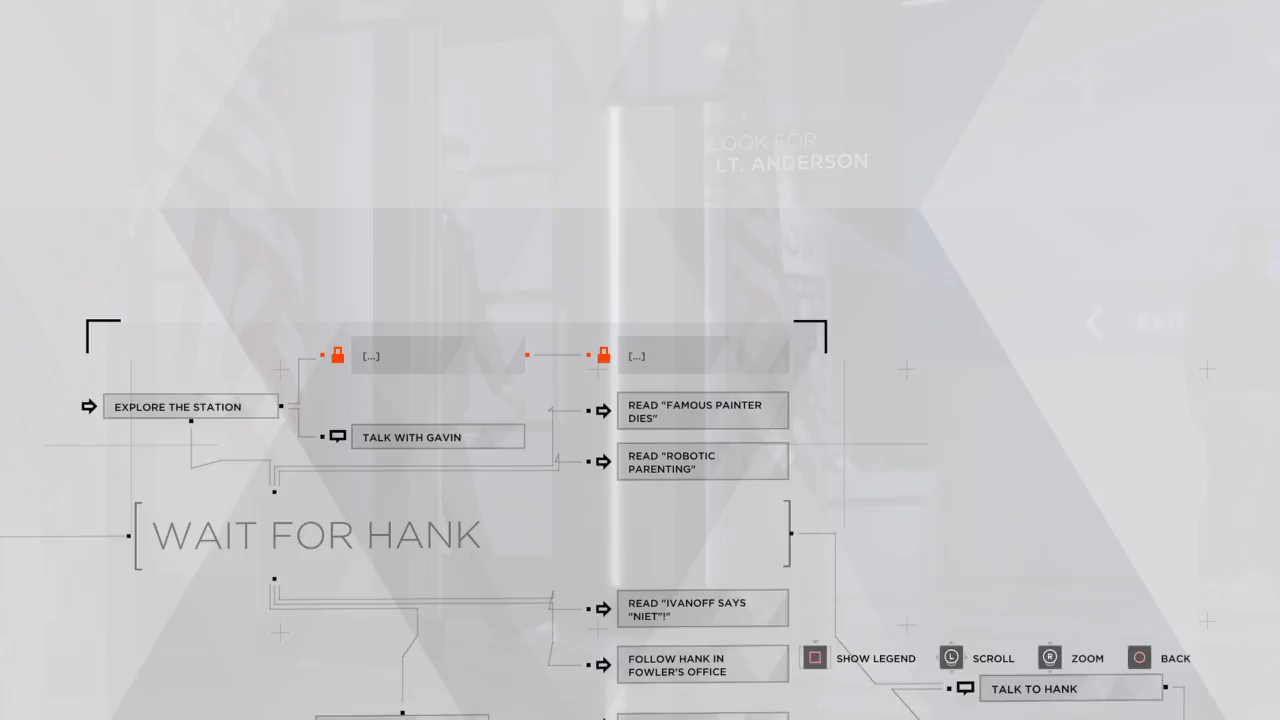 LOOK FOR
LT. ANDERSON
EXIT
[...]
[...]
EXPLORE THE STATION
READ "FAMOUS PAINTER
DIES"
TALK WITH GAVIN
READ "ROBOTIC
PARENTING"
WAIT FOR HANK
READ "IVANOFF SAYS
"NIET"!"
FOLLOW HANK IN
FOWLER'S OFFICE
SHOW LEGEND
L
SCROLL
R
ZOOM
BACK
TALK TO HANK